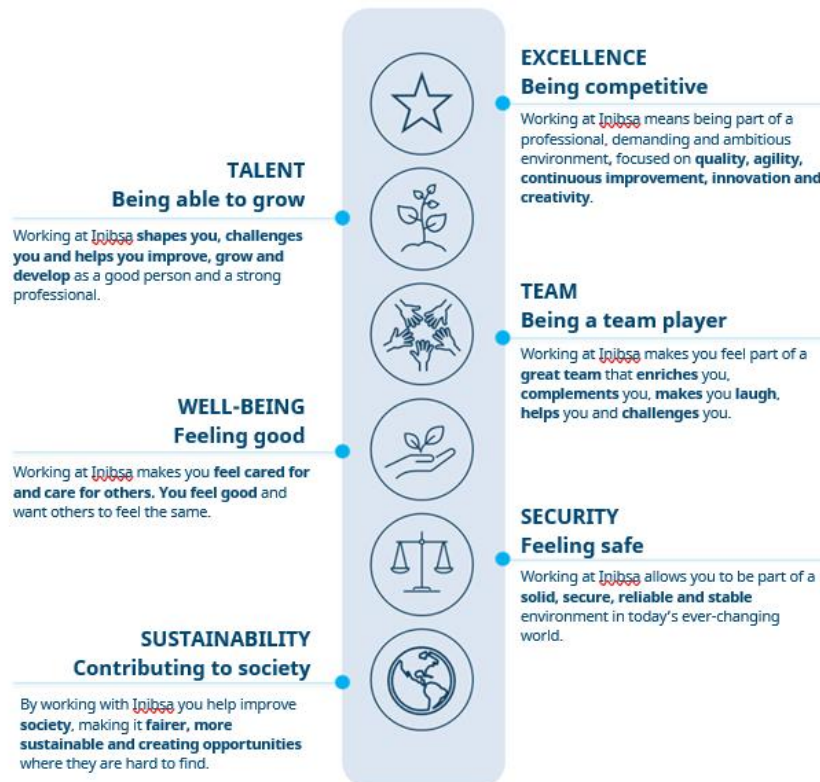 EXCELLENCE
Being competitive
Working at Inibsa means being part of a
professional, demanding and ambitious
environment, focused on quality, agility,
continuous improvement, innovation and
creativity.
TALENT
Being able to grow
Working at Inibsa shapes you, challenges
you and helps you improve, grow and
develop as a good person and a strong
professional.
TEAM
Being a team player
Working at Inibsa makes you feel part of a
great team that enriches you,
complements you, makes you laugh,
helps you and challenges you.
WELL-BEING
Feeling good
Working at Inibsa makes you feel cared for
and care for others. You feel good and
want others to feel the same.
SECURITY
Feeling safe
Working at Inibsa allows you to be part of a
solid, secure, reliable and stable
environment in today's ever-changing
world.
SUSTAINABILITY
Contributing to society
By working with Inibsa you help improve
society, making it fairer, more
sustainable and creating opportunities
where they are hard to find.